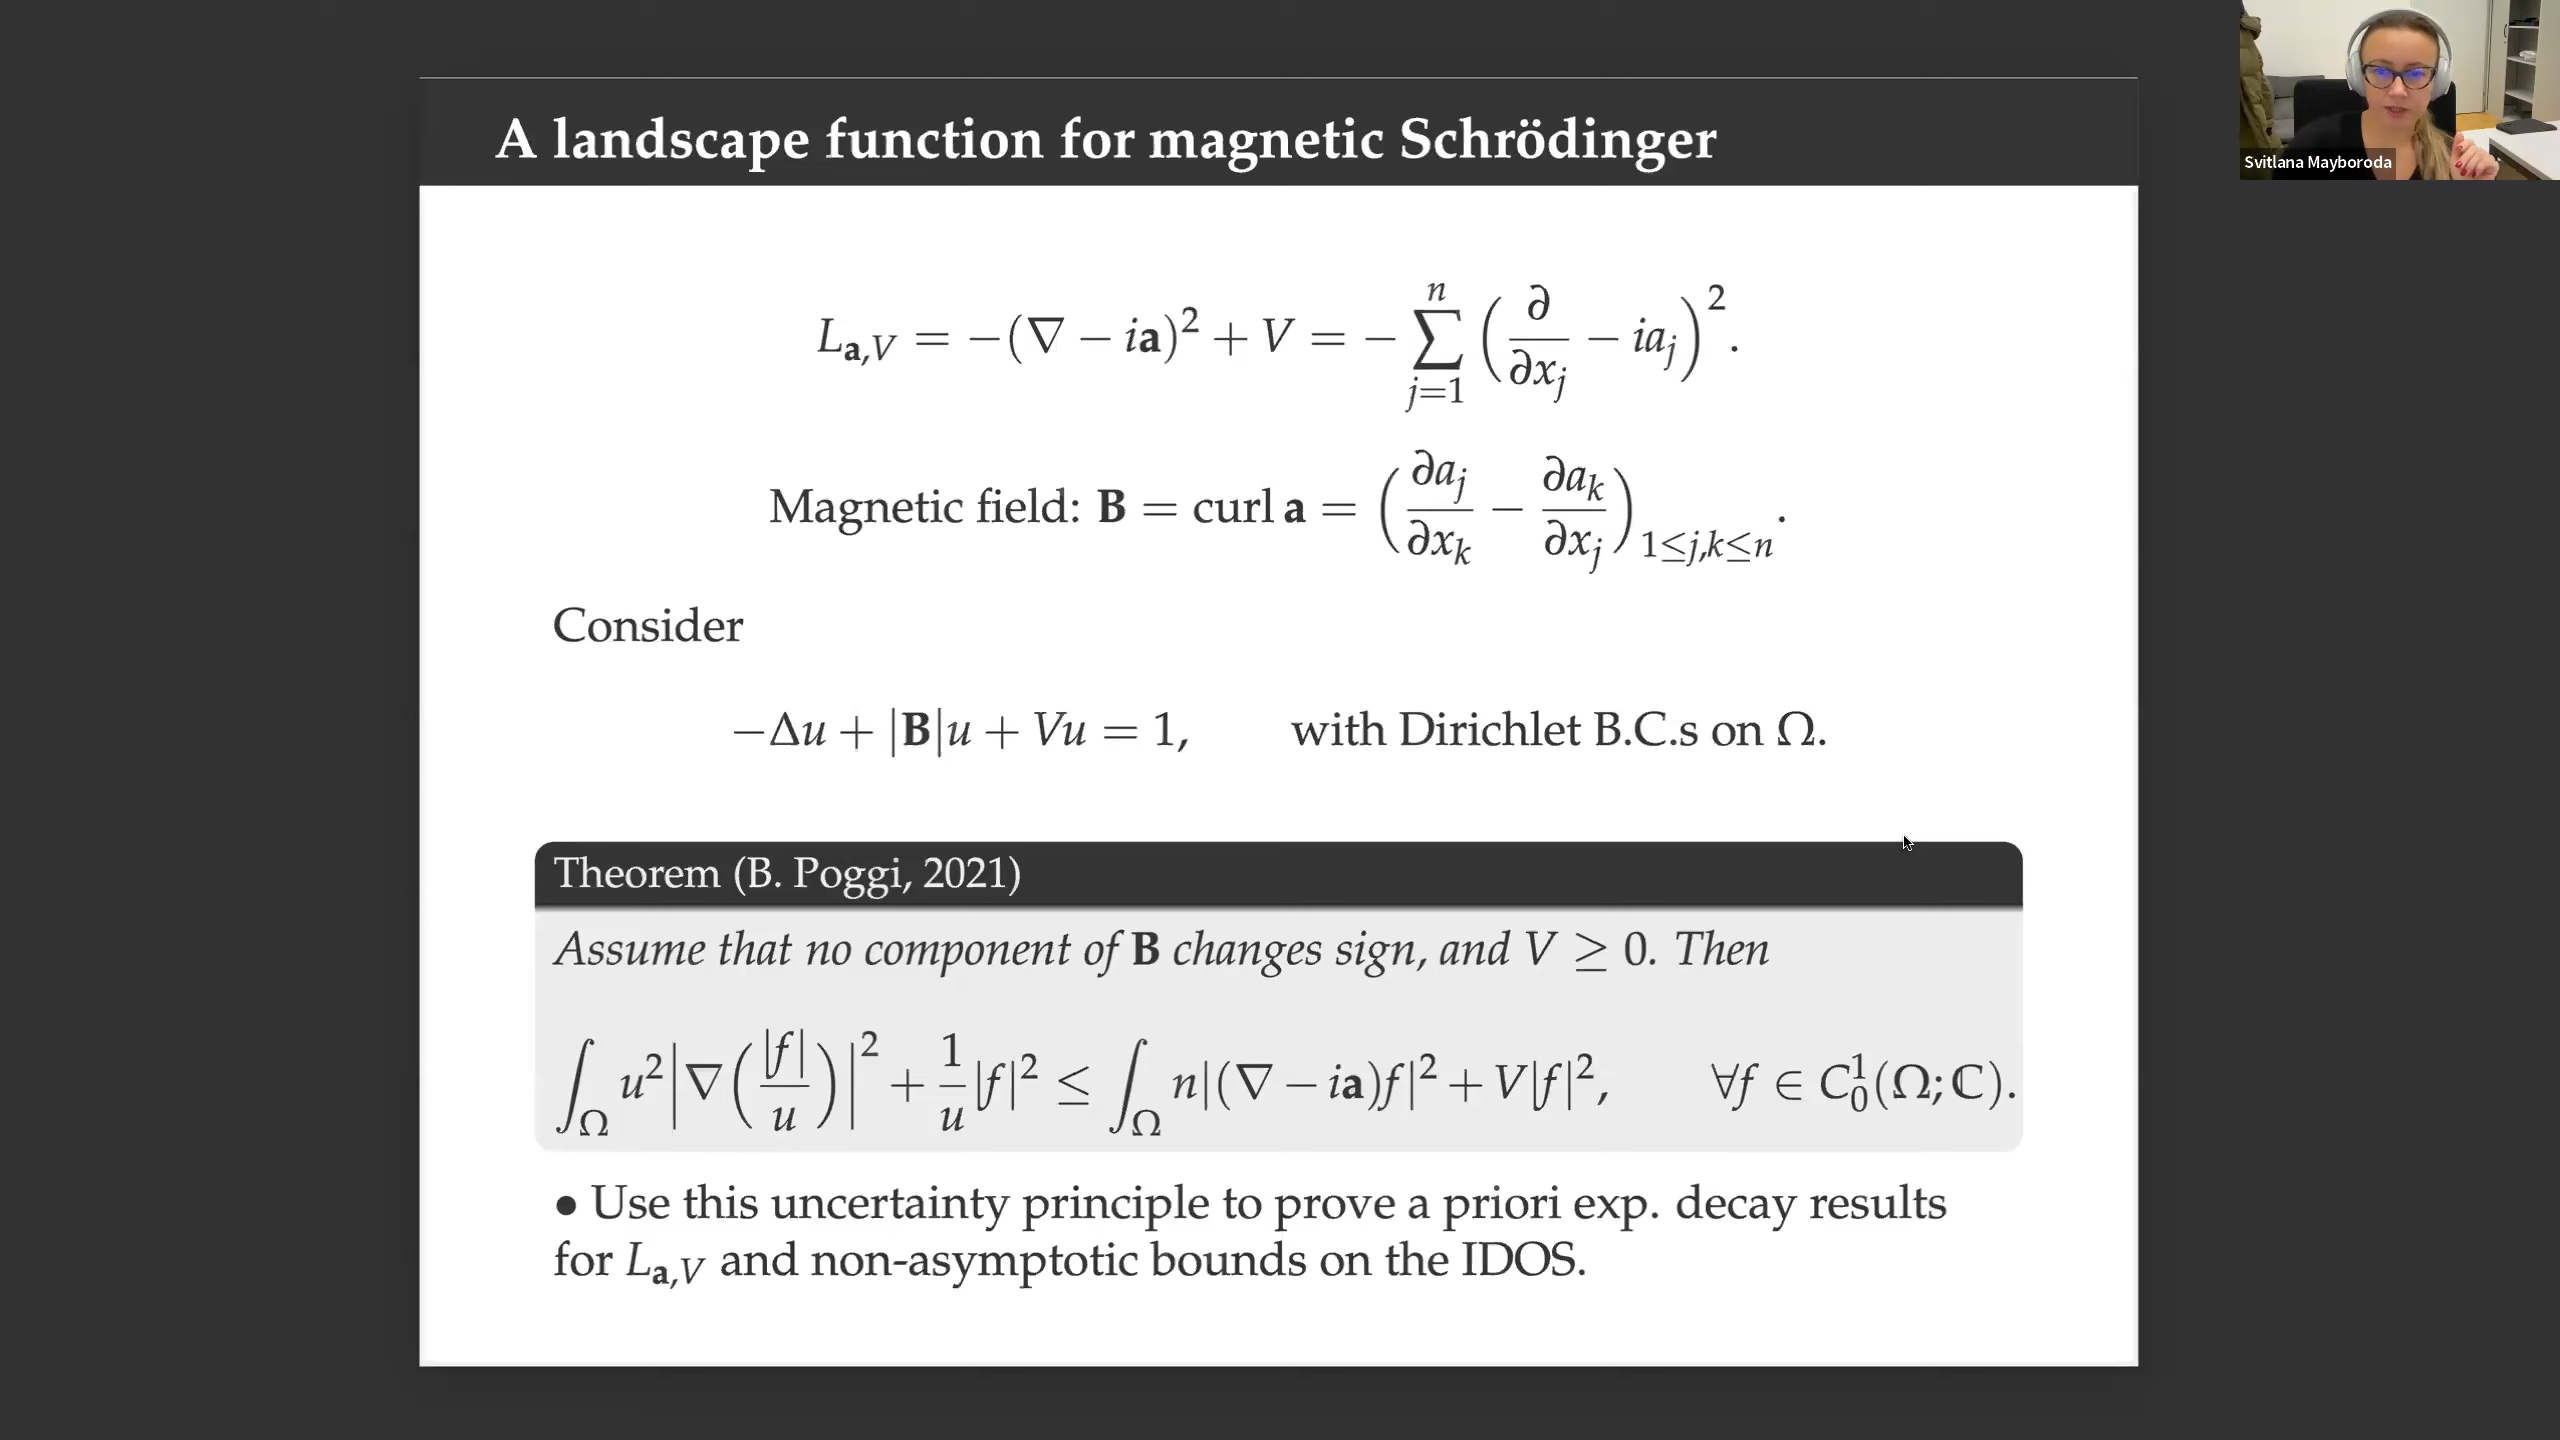 Svitlana Mayboroda
A landscape function for magnetic Schrödinger
L_{a,V} = −(∇ − ia)² + V = − ∑_{j=1}^{n} (∂/∂x_j − ia_j)².
Magnetic field: B = curl a = (∂a_j/∂x_k − ∂a_k/∂x_j)_{1≤j,k≤n}.
Consider
−Δu + |B|u + Vu = 1, with Dirichlet B.C.s on Ω.
Theorem (B. Poggi, 2021)
Assume that no component of B changes sign, and V ≥ 0. Then
∫_Ω u²|∇(|f|/u)|² + 1/u |f|² ≤ ∫_Ω n|(∇ − ia)f|² + V|f|², ∀f ∈ C_0^1(Ω; ℂ).
• Use this uncertainty principle to prove a priori exp. decay results
for L_{a,V} and non-asymptotic bounds on the IDOS.